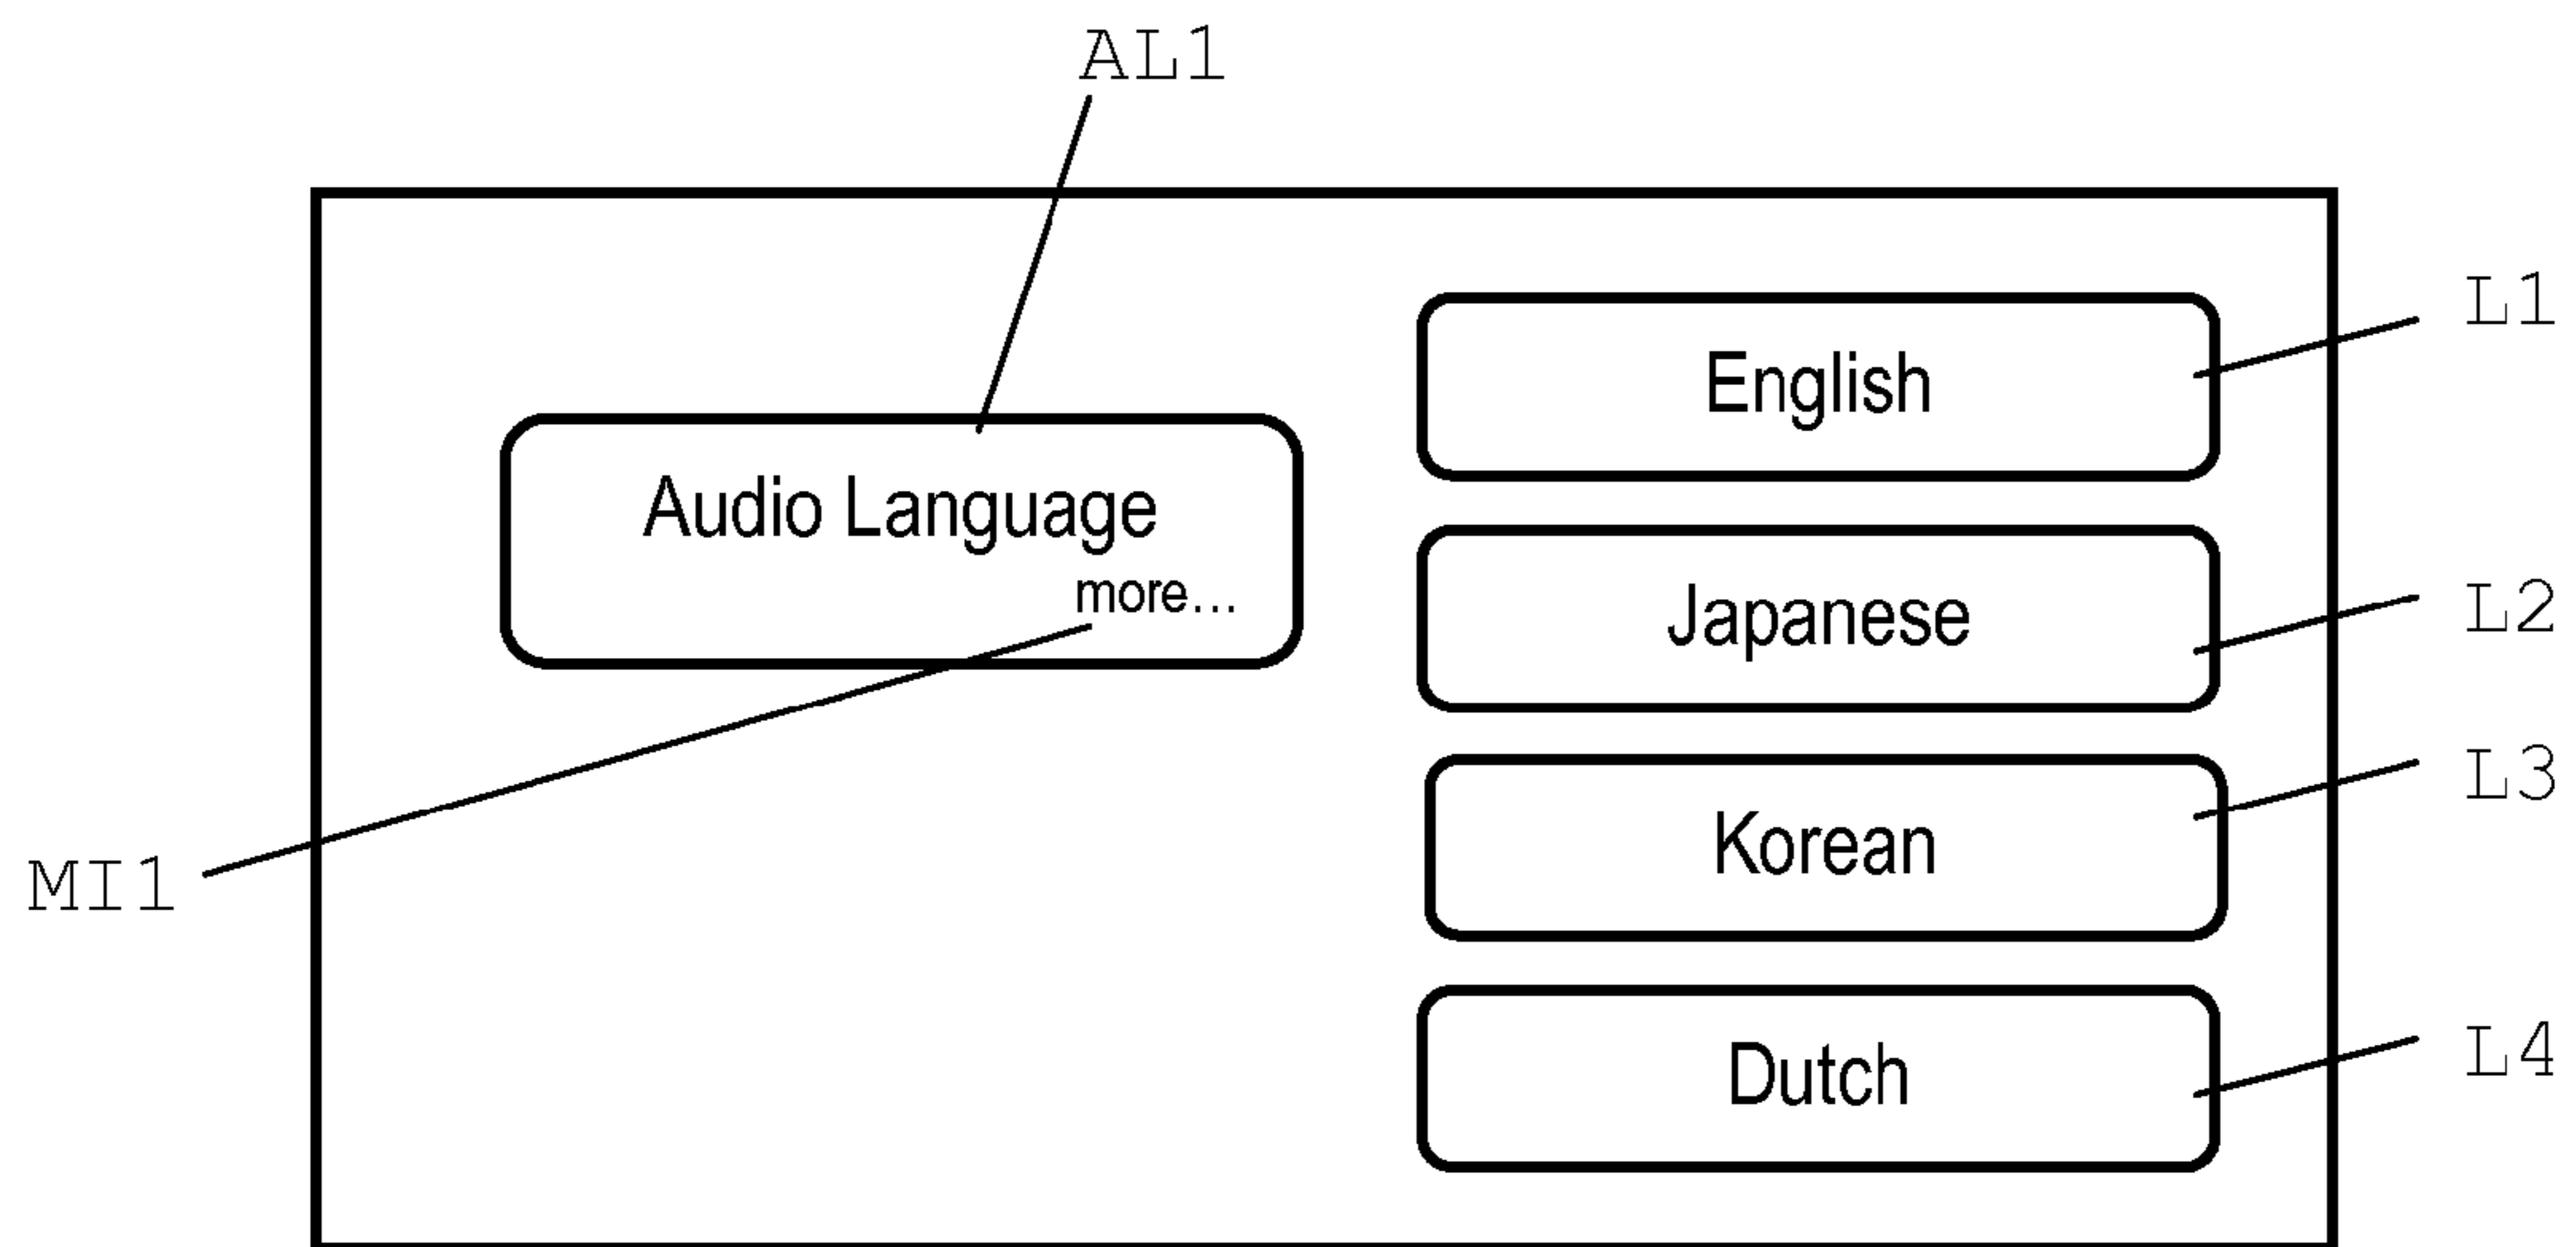 AL1
English
L1
Audio Language
more...
Japanese
L2
Korean
L3
MI1
Dutch
L4